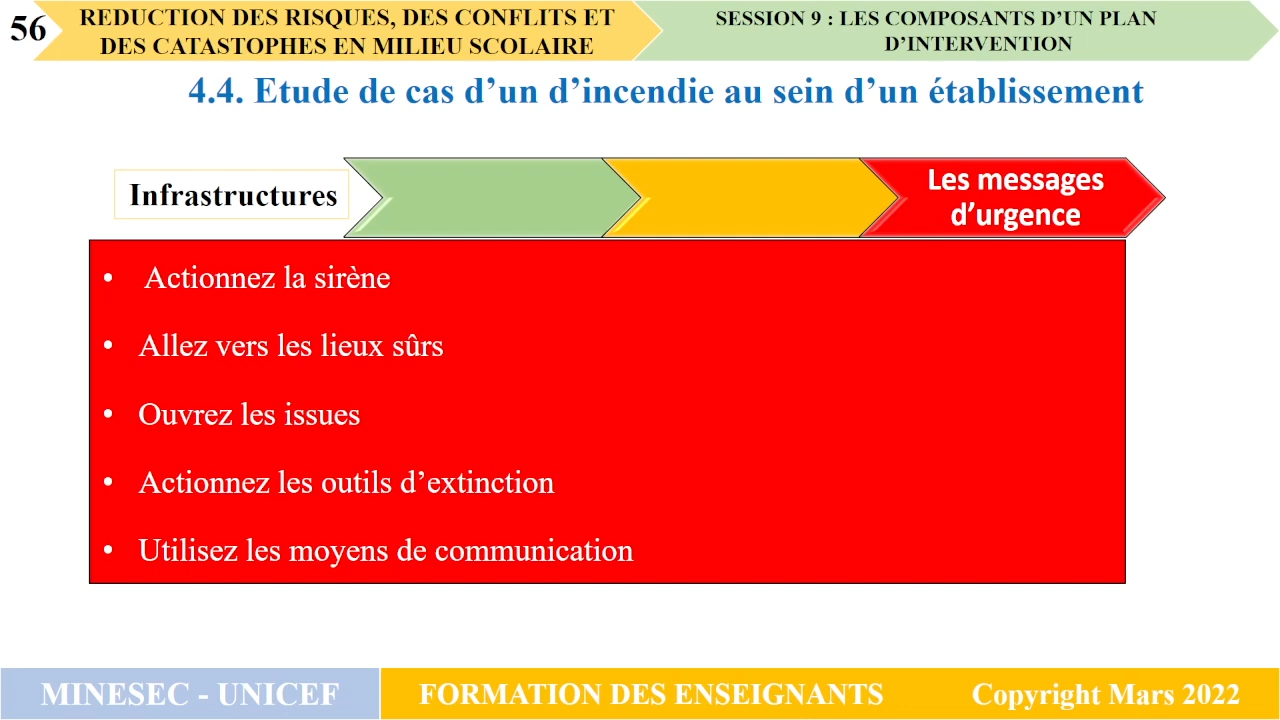 56
REDUCTION DES RISQUES, DES CONFLITS ET
DES CATASTOPHES EN MILIEU SCOLAIRE
SESSION 9 : LES COMPOSANTS D’UN PLAN
D’INTERVENTION
4.4. Etude de cas d’un d’incendie au sein d’un établissement
Infrastructures
Les messages
d’urgence
• Actionnez la sirène
• Allez vers les lieux sûrs
• Ouvrez les issues
• Actionnez les outils d’extinction
• Utilisez les moyens de communication
MINESEC - UNICEF
FORMATION DES ENSEIGNANTS
Copyright Mars 2022